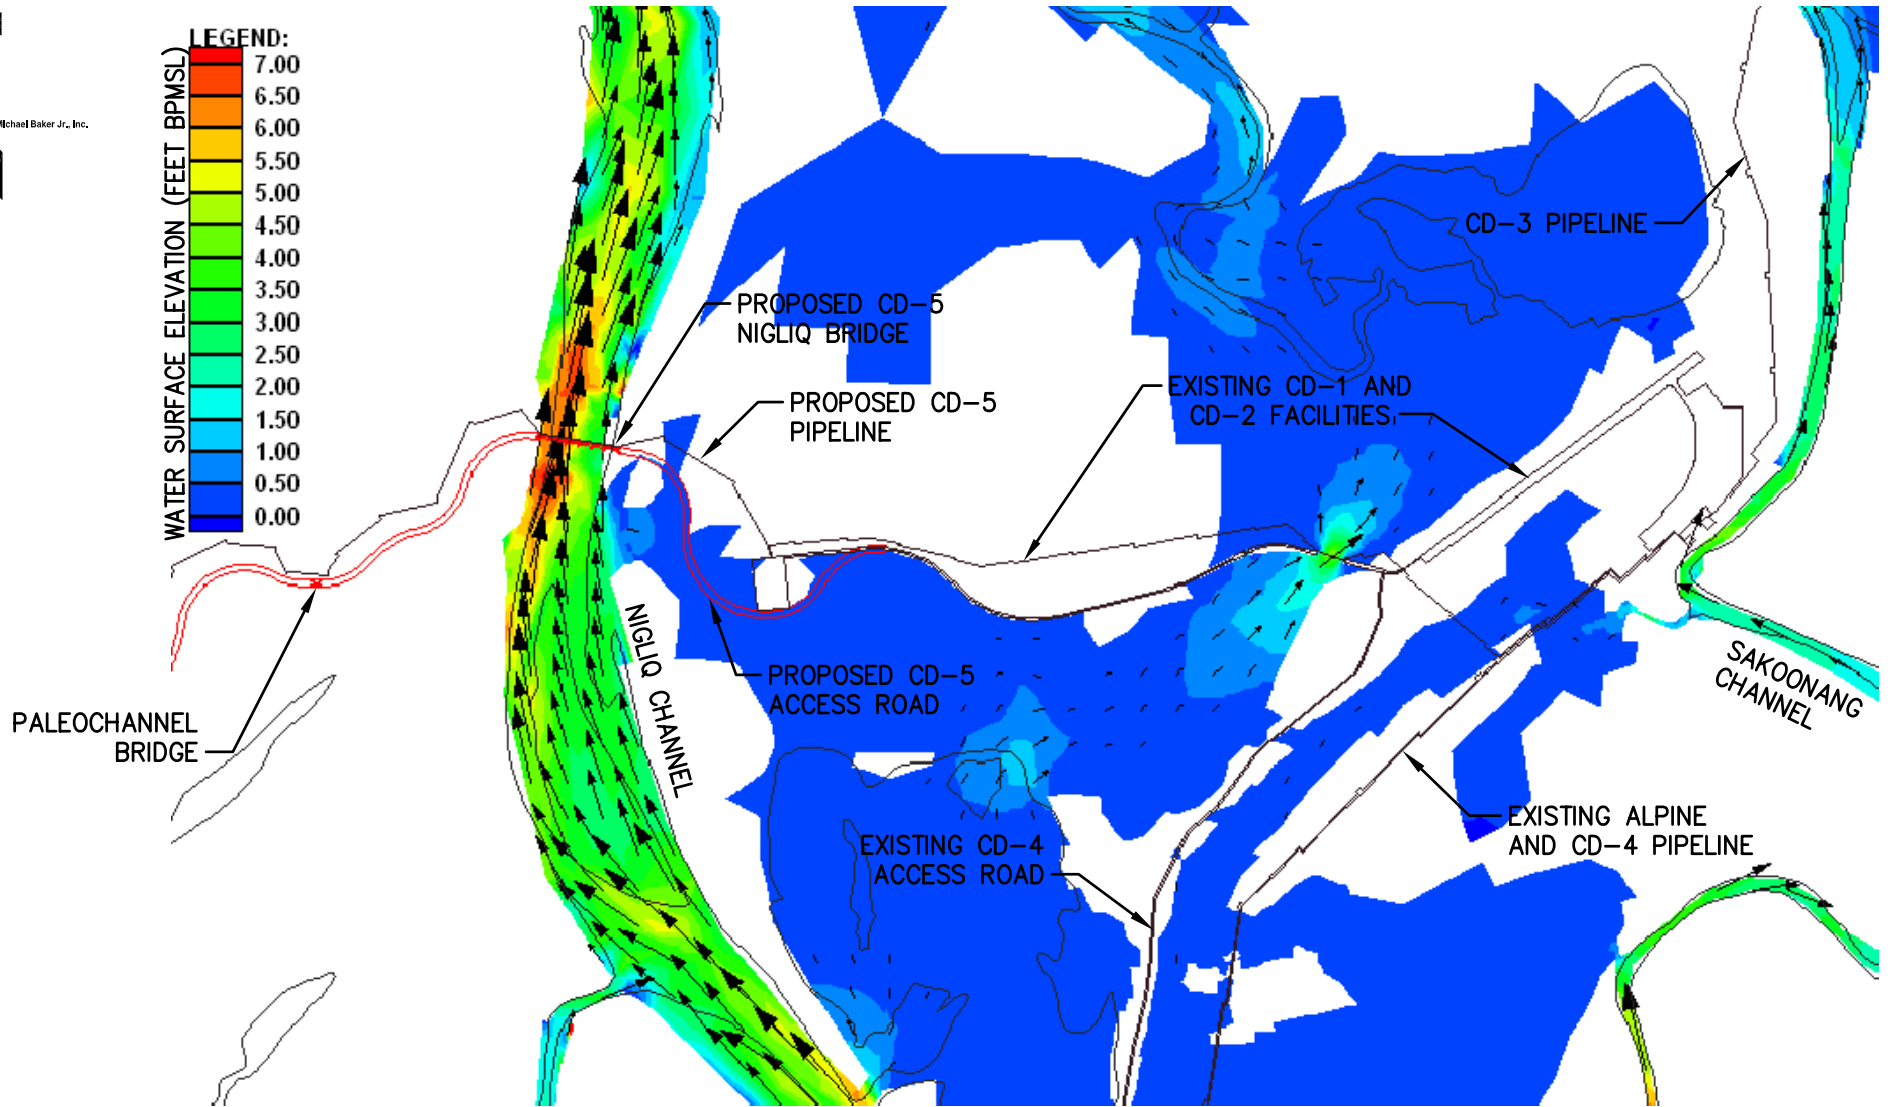 LEGEND:
7.00
6.50
6.00
5.50
5.00
4.50
4.00
3.50
3.00
2.50
2.00
1.50
1.00
0.50
0.00
WATER SURFACE ELEVATION (FEET BPMSL)
Michael Baker Jr., Inc.
CD-3 PIPELINE
PROPOSED CD-5
NIGLIQ BRIDGE
PROPOSED CD-5
PIPELINE
EXISTING CD-1 AND
CD-2 FACILITIES
NIGLIQ CHANNEL
PROPOSED CD-5
ACCESS ROAD
SAKOONANG
CHANNEL
PALEOCHANNEL
BRIDGE
EXISTING CD-4
ACCESS ROAD
EXISTING ALPINE
AND CD-4 PIPELINE